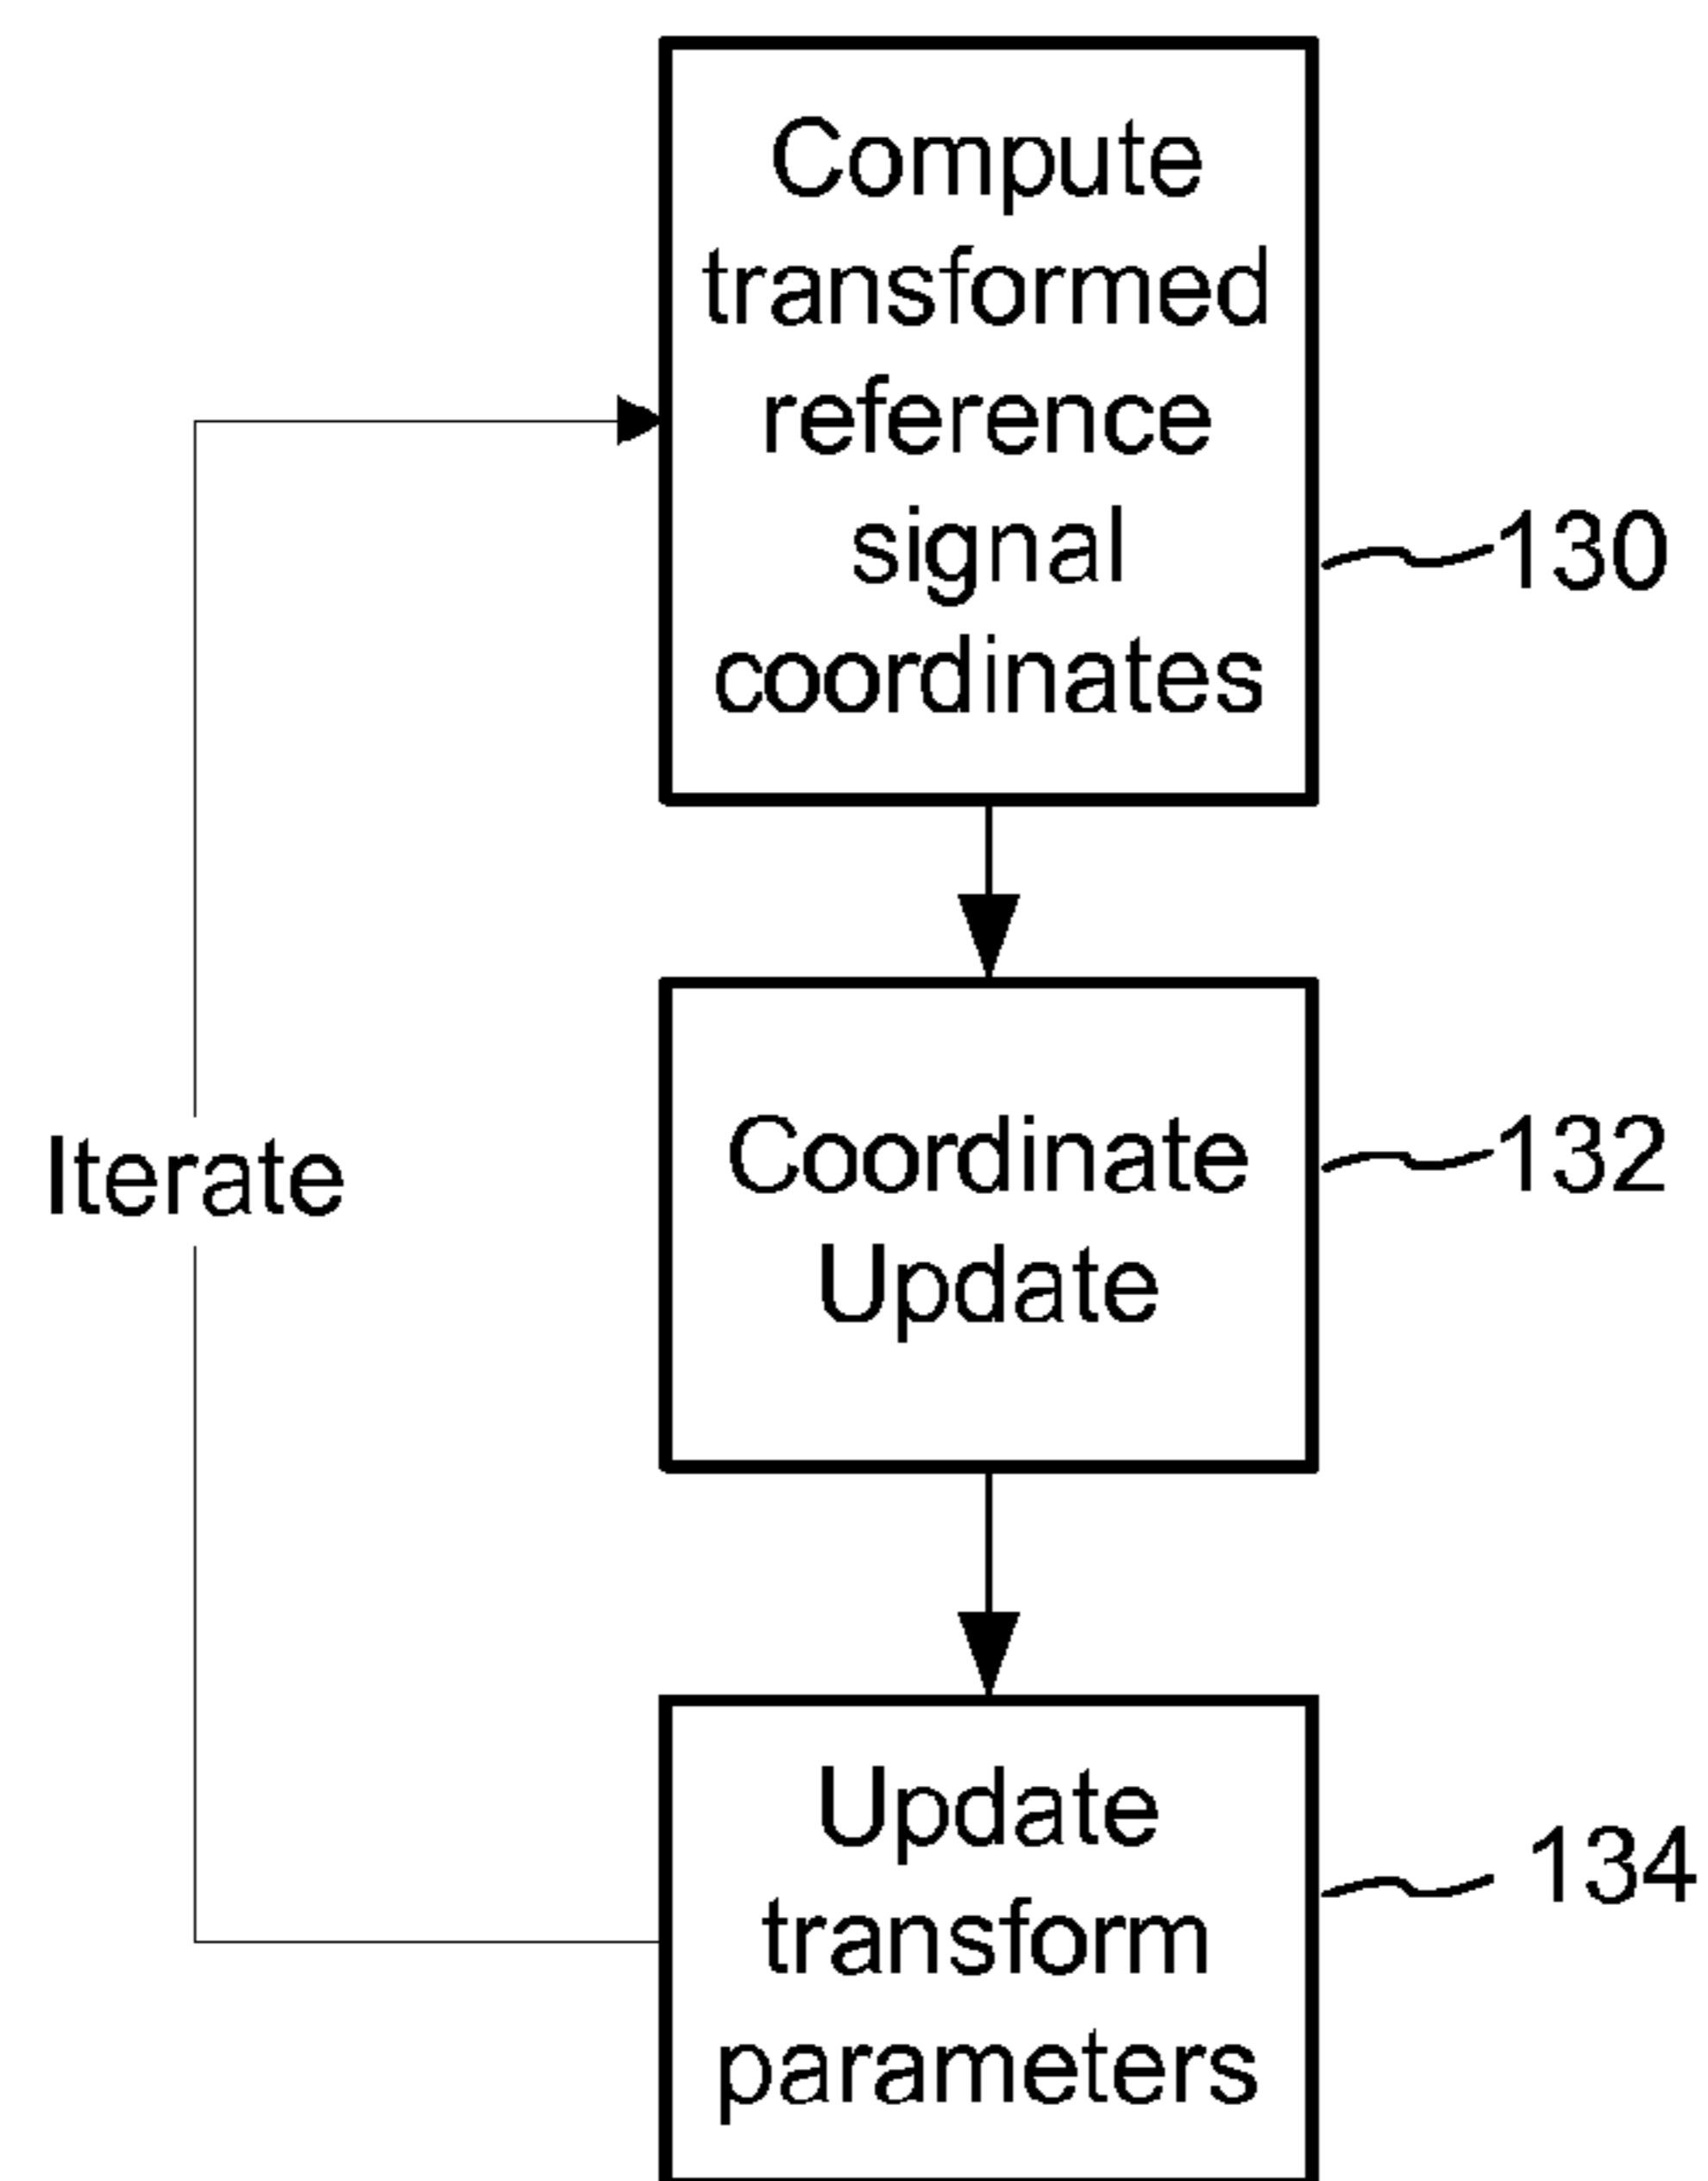 Compute
transformed
reference
signal
coordinates
130
Iterate
Coordinate
Update
132
Update
transform
parameters
134